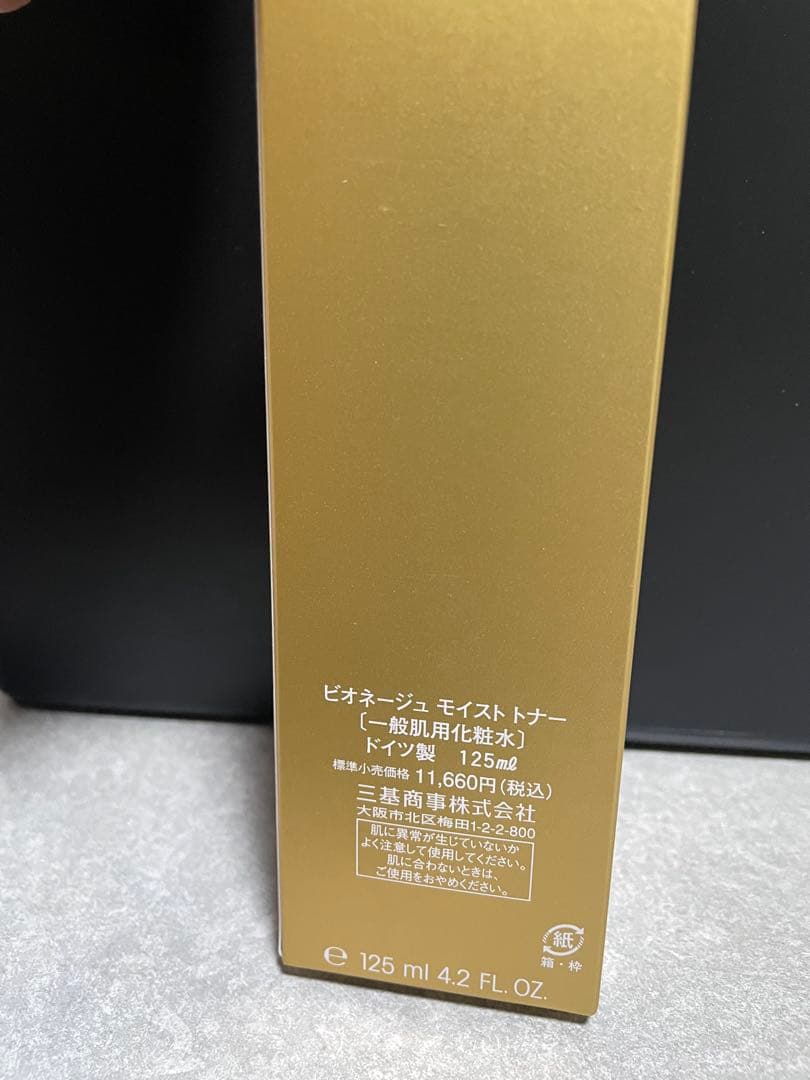 ビオネージュ モイスト トナー
〔一般肌用化粧水〕
ドイツ製 125㎖
標準小売価格 11,660円(税込)
三基商事株式会社
大阪市北区梅田1-2-2-800
肌に異常が生じていないか
よく注意して使用してください。
肌に合わないときは、
ご使用をおやめください。
紙
箱・枠
℮ 125 ml 4.2 FL. OZ.